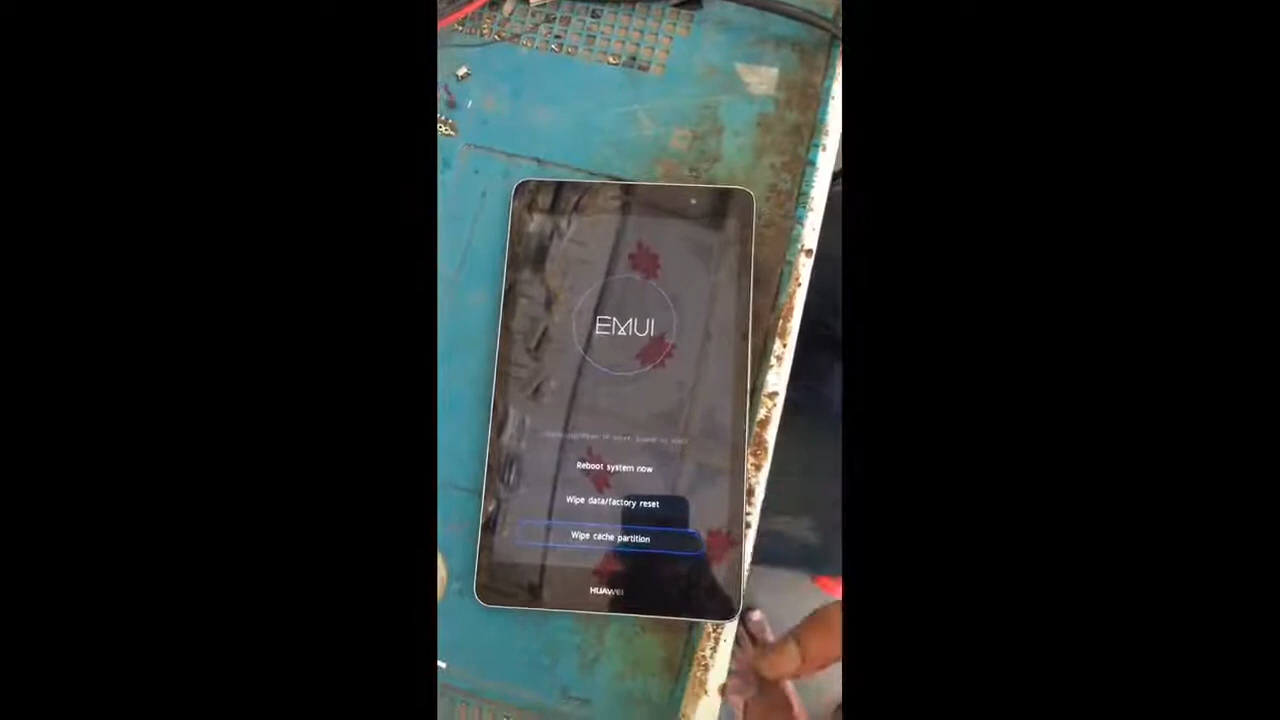 EMUI
Reboot system now
Wipe data/factory reset
Wipe cache partition
HUAWEI